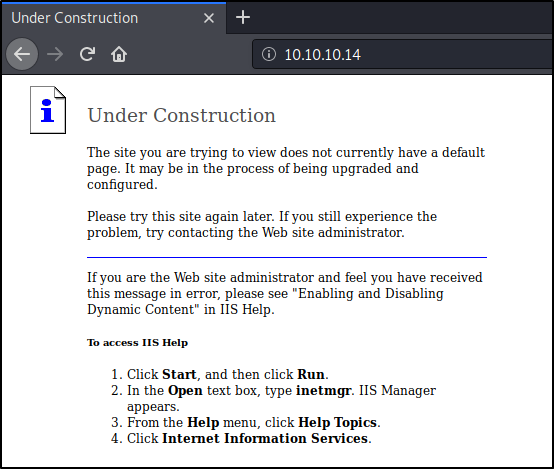 Under Construction
10.10.10.14
Under Construction
The site you are trying to view does not currently have a default
page. It may be in the process of being upgraded and
configured.
Please try this site again later. If you still experience the
problem, try contacting the Web site administrator.
If you are the Web site administrator and feel you have received
this message in error, please see "Enabling and Disabling
Dynamic Content" in IIS Help.
To access IIS Help
1. Click Start, and then click Run.
2. In the Open text box, type inetmgr. IIS Manager
appears.
3. From the Help menu, click Help Topics.
4. Click Internet Information Services.